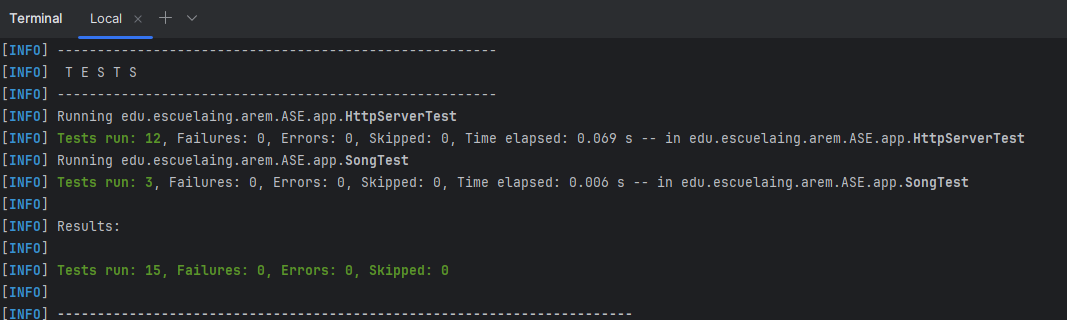 Terminal Local × + ⌄
[INFO] -------------------------------------------------------
[INFO]  T E S T S
[INFO] -------------------------------------------------------
[INFO] Running edu.escuelaing.arem.ASE.app.HttpServerTest
[INFO] Tests run: 12, Failures: 0, Errors: 0, Skipped: 0, Time elapsed: 0.069 s -- in edu.escuelaing.arem.ASE.app.HttpServerTest
[INFO] Running edu.escuelaing.arem.ASE.app.SongTest
[INFO] Tests run: 3, Failures: 0, Errors: 0, Skipped: 0, Time elapsed: 0.006 s -- in edu.escuelaing.arem.ASE.app.SongTest
[INFO]
[INFO] Results:
[INFO]
[INFO] Tests run: 15, Failures: 0, Errors: 0, Skipped: 0
[INFO]
[INFO] ------------------------------------------------------------------------